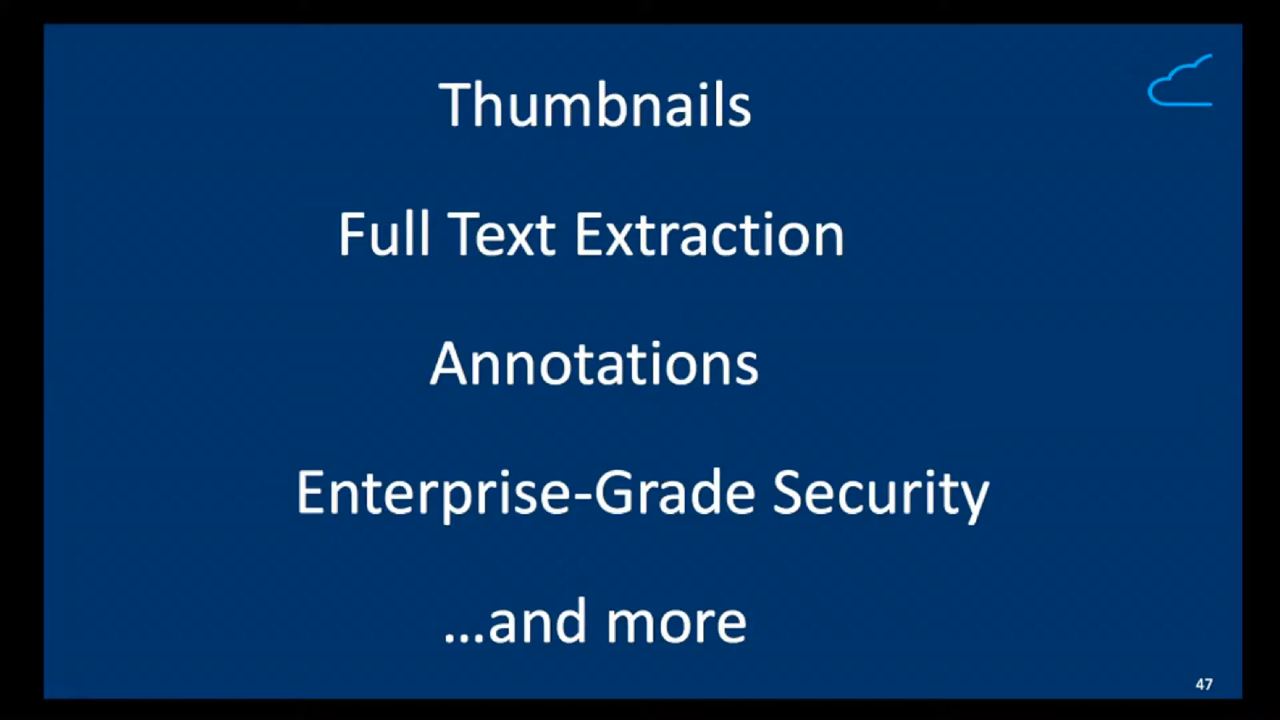 Thumbnails
Full Text Extraction
Annotations
Enterprise-Grade Security
...and more
47